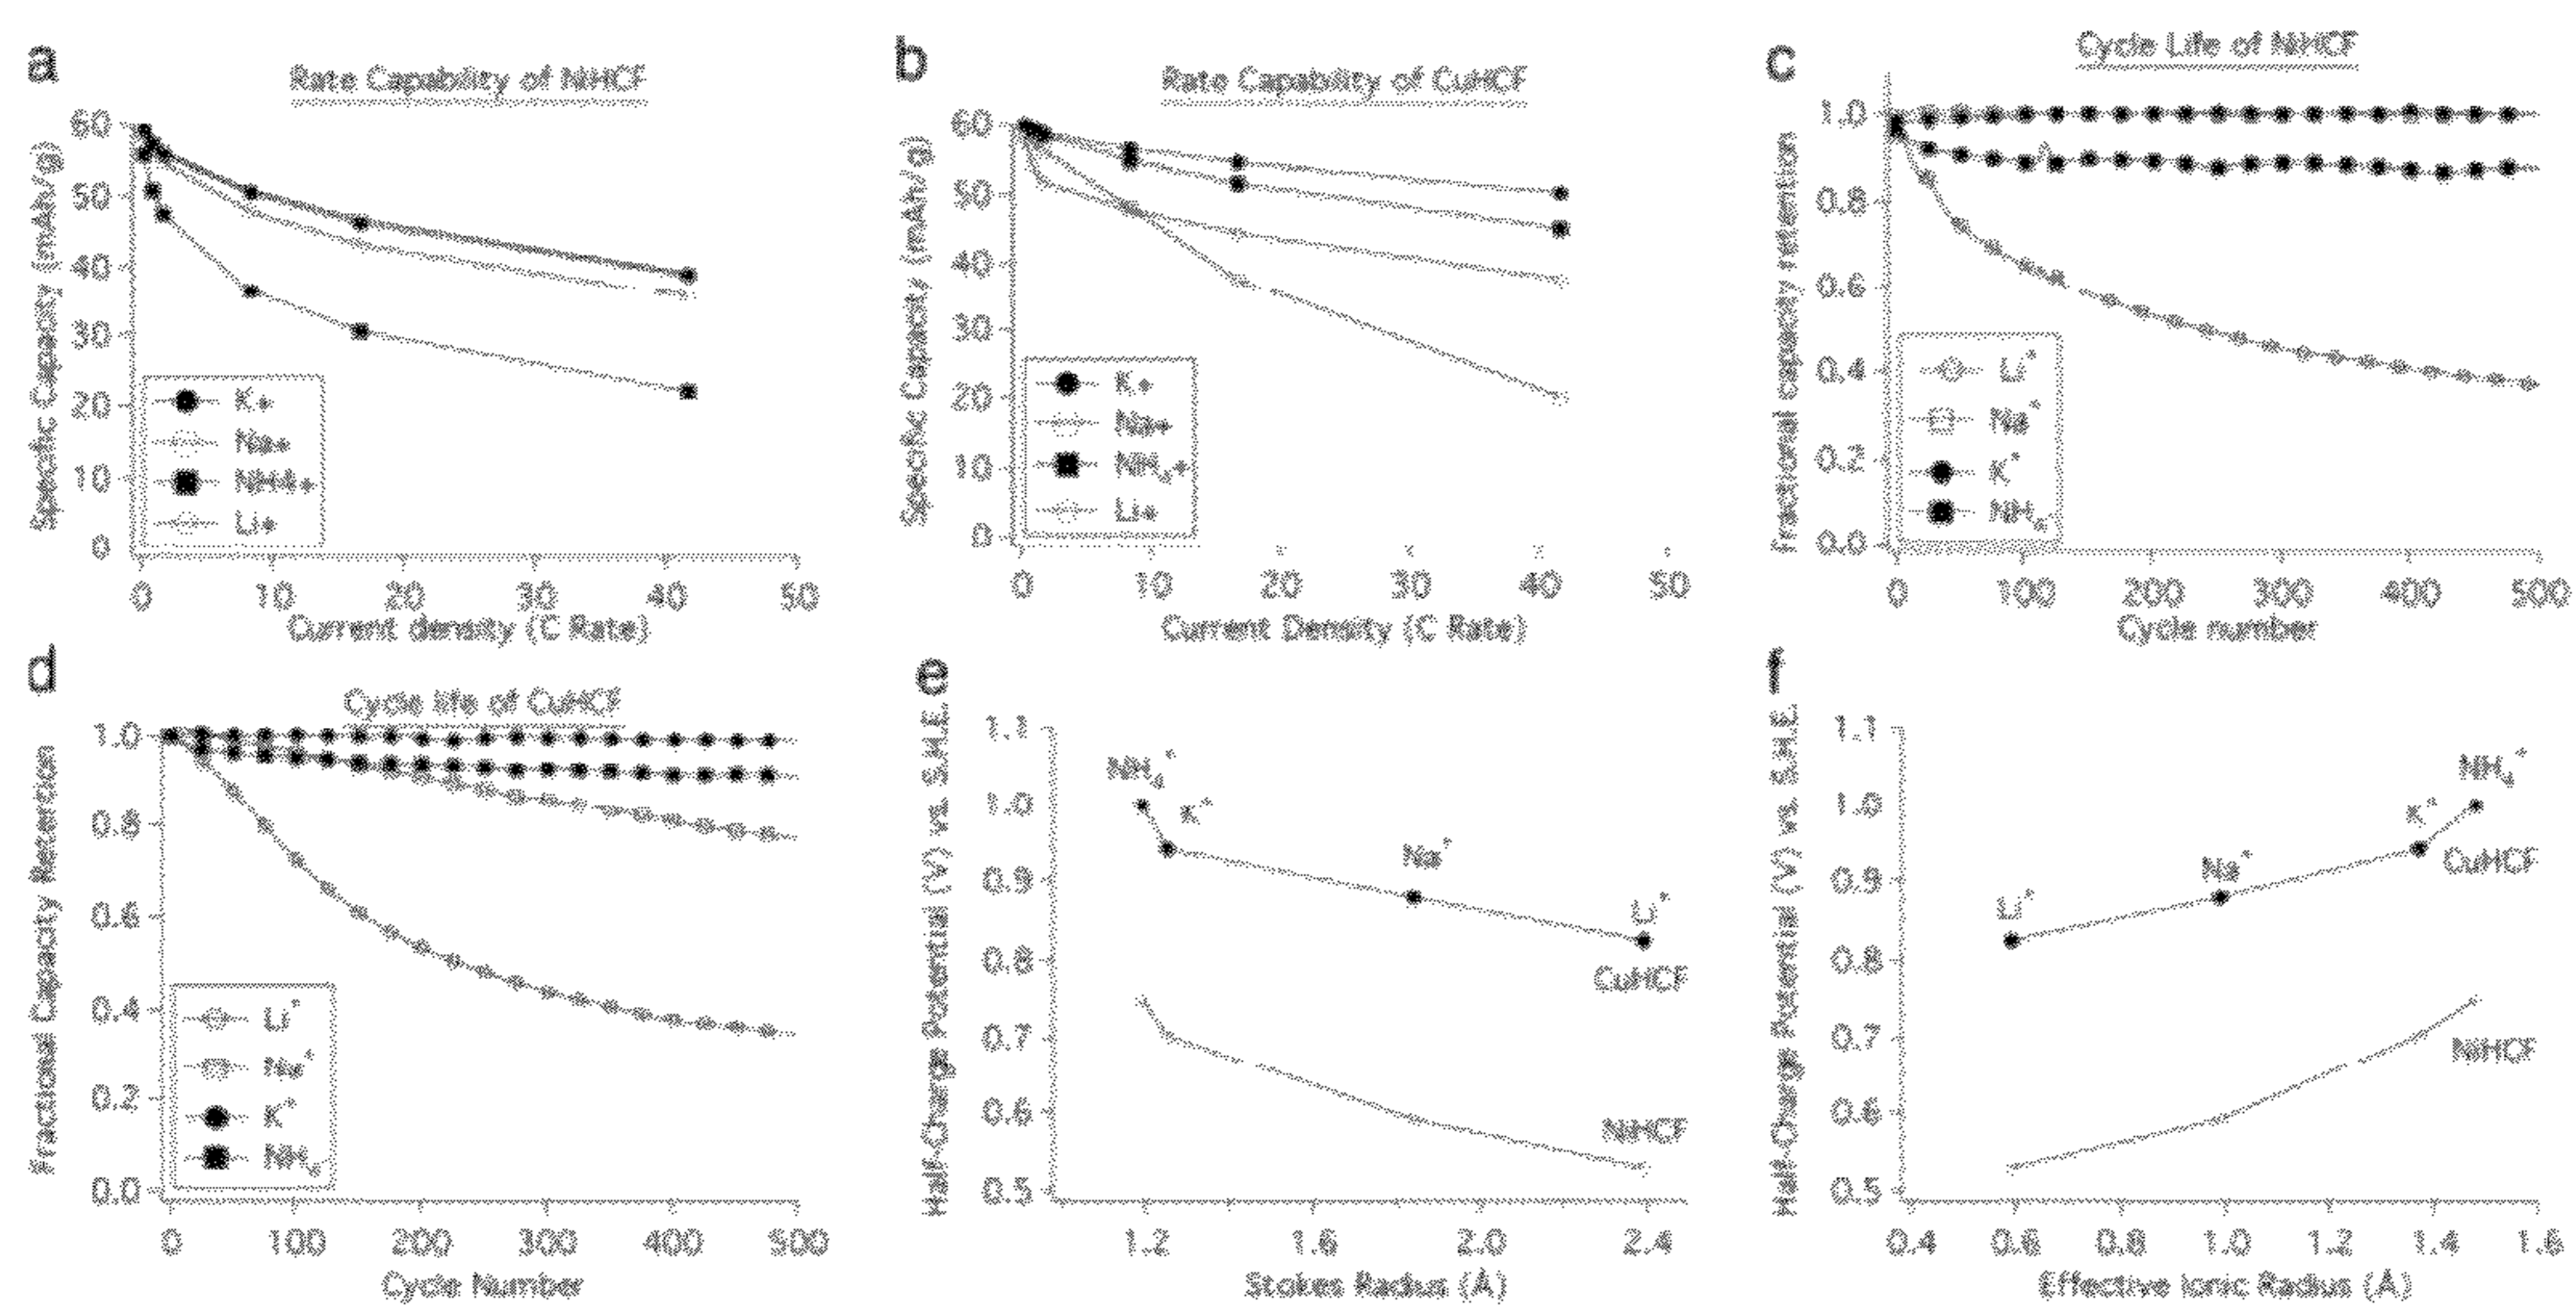 a
Rate Capability of NiHCF
Specific Capacity (mAh/g)
60
50
40
30
20
10
0
K+
Na+
NH4+
Li+
0 10 20 30 40 50
Current density (C Rate)
b
Rate Capability of CuHCF
Specific Capacity (mAh/g)
60
50
40
30
20
10
0
K+
Na+
NH4+
Li+
0 10 20 30 40 50
Current Density (C Rate)
c
Cycle Life of NiHCF
Fractional capacity retention
1.0
0.8
0.6
0.4
0.2
0.0
Li+
Na+
K+
NH4
0 100 200 300 400 500
Cycle number
d
Cycle life of CuHCF
Fractional Capacity Retention
1.0
0.8
0.6
0.4
0.2
0.0
Li+
Na+
K+
NH4
0 100 200 300 400 500
Cycle Number
e
Half-Charge Potential (V) vs. S.H.E.
1.1
1.0
0.9
0.8
0.7
0.6
0.5
NH4+
K+
Na+
Li+
CuHCF
NiHCF
1.2 1.6 2.0 2.4
Stokes Radius (Å)
f
Half-Charge Potential (V) vs. S.H.E.
1.1
1.0
0.9
0.8
0.7
0.6
0.5
NH4+
K+
CuHCF
Na+
Li+
NiHCF
0.4 0.6 0.8 1.0 1.2 1.4 1.6
Effective Ionic Radius (Å)